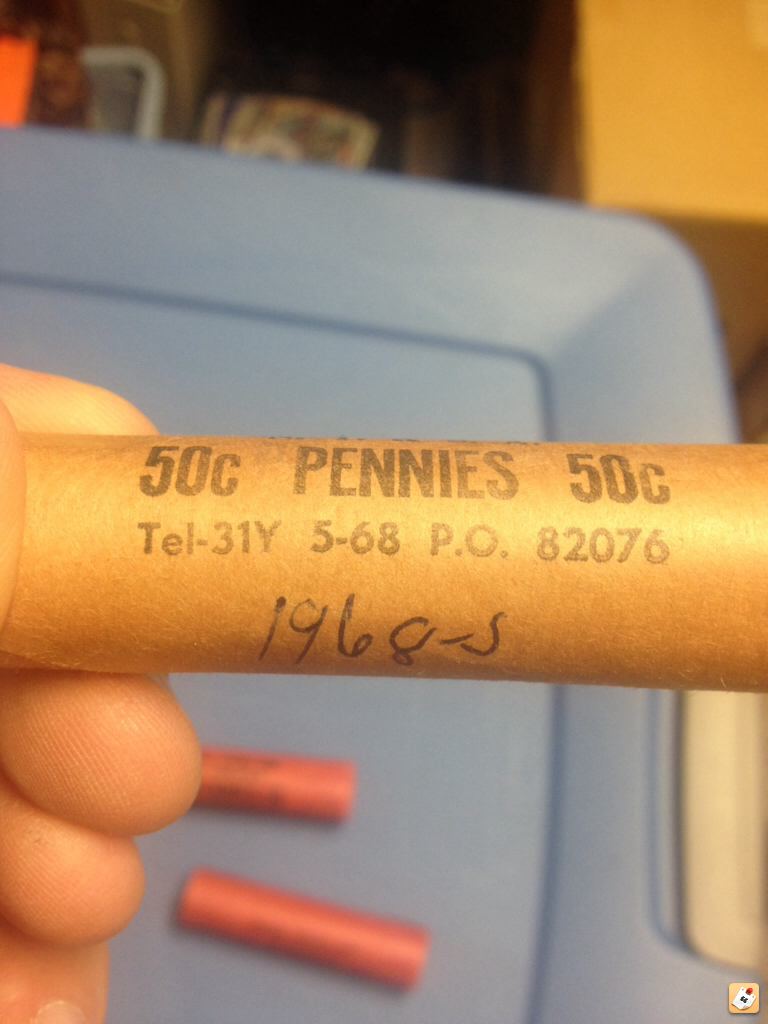 50c PENNIES 50c
Tel-31Y 5-68 P.O. 82076
1968-S